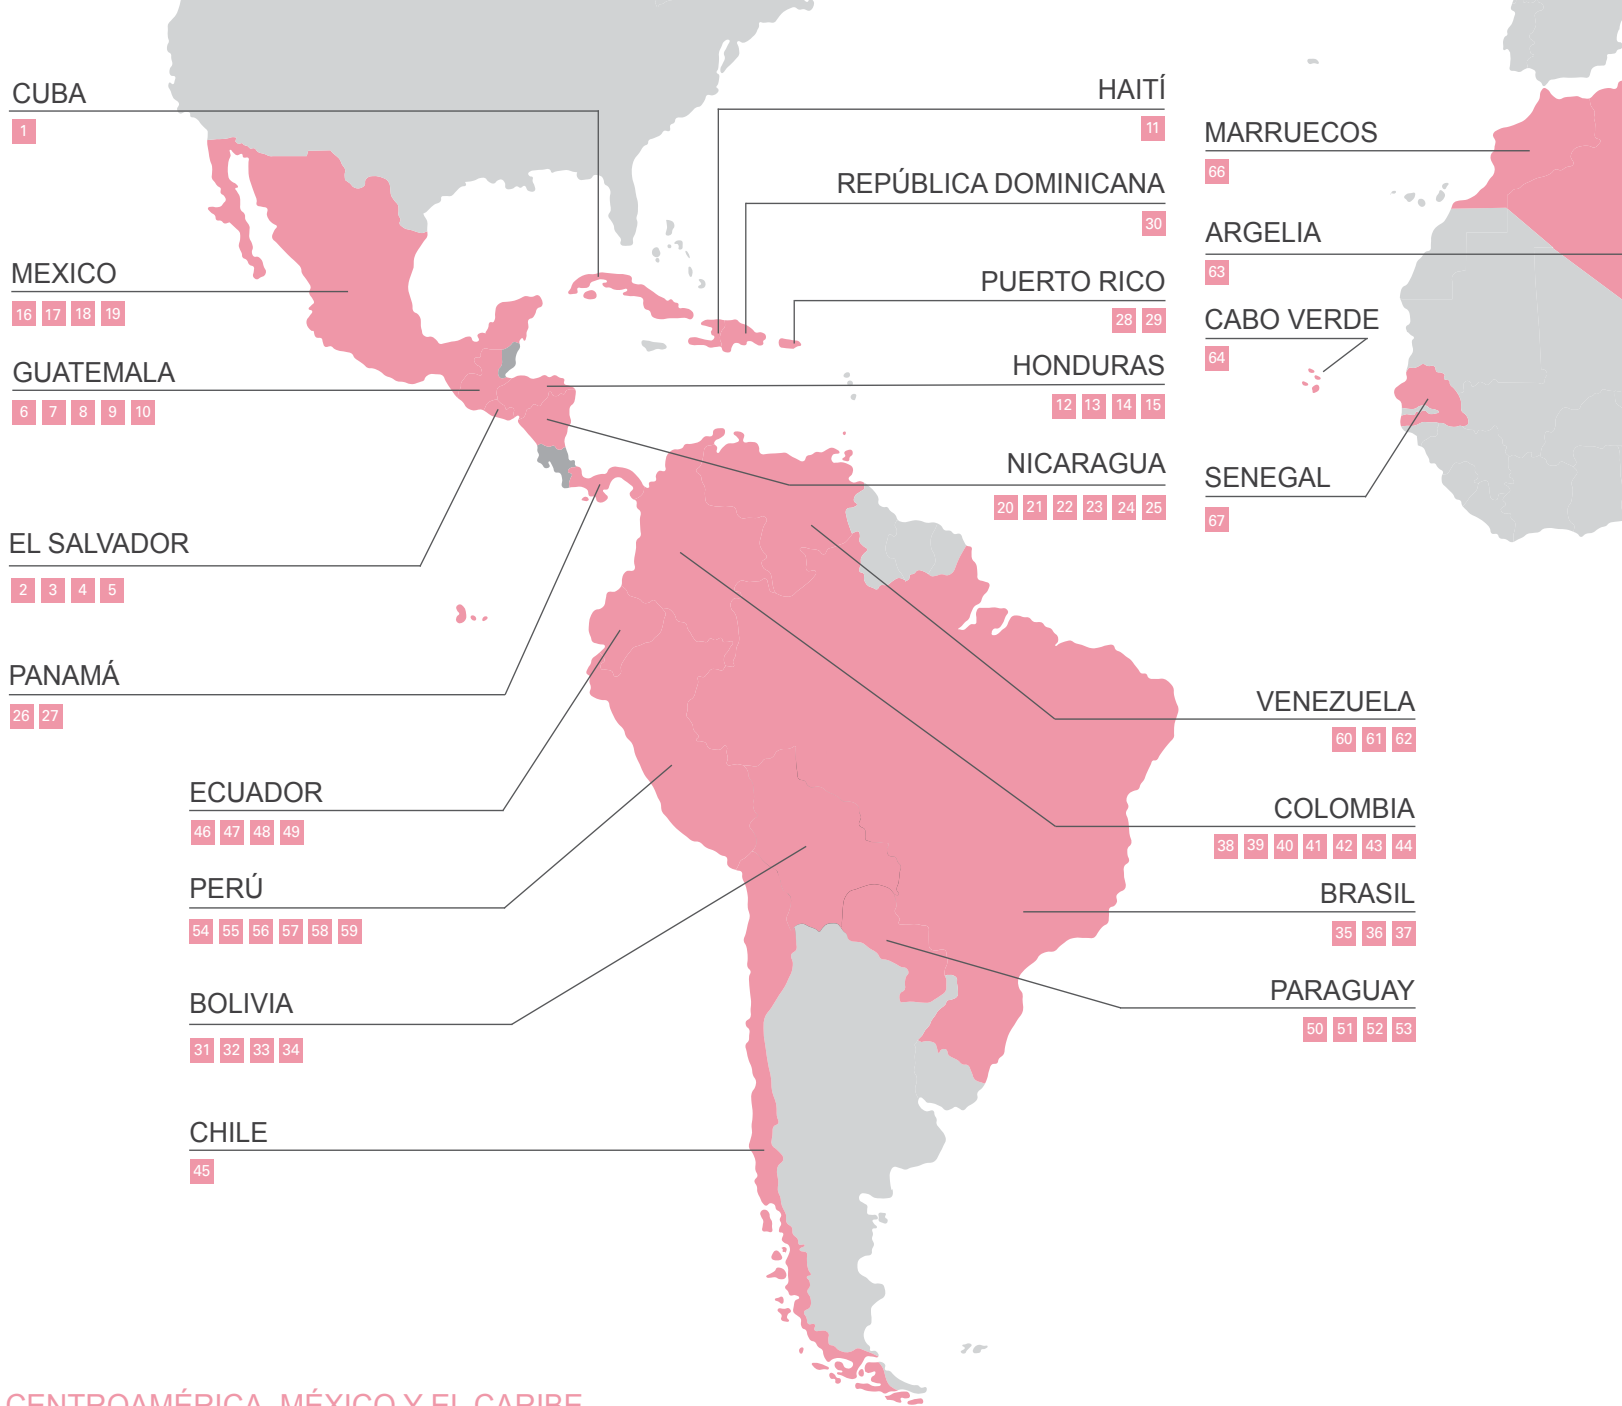 CUBA
1
MEXICO
16 17 18 19
GUATEMALA
6 7 8 9 10
EL SALVADOR
2 3 4 5
PANAMÁ
26 27
ECUADOR
46 47 48 49
PERÚ
54 55 56 57 58 59
BOLIVIA
31 32 33 34
CHILE
45
HAITÍ
11
REPÚBLICA DOMINICANA
30
PUERTO RICO
28 29
HONDURAS
12 13 14 15
NICARAGUA
20 21 22 23 24 25
MARRUECOS
66
ARGELIA
63
CABO VERDE
64
SENEGAL
67
VENEZUELA
60 61 62
COLOMBIA
38 39 40 41 42 43 44
BRASIL
35 36 37
PARAGUAY
50 51 52 53
CENTROAMÉRICA, MÉXICO Y EL CARIBE